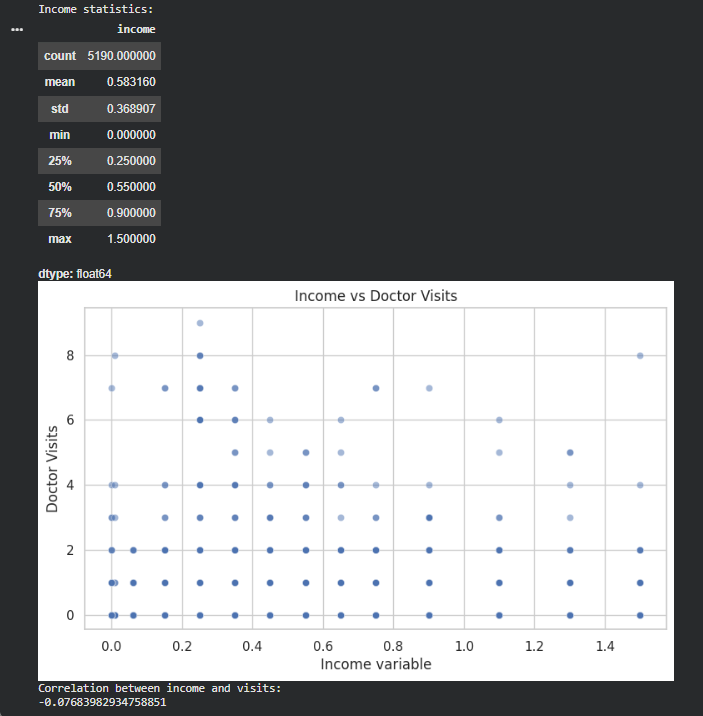 Income statistics:
...
income
count 5190.000000
mean 0.583160
std 0.368907
min 0.000000
25% 0.250000
50% 0.550000
75% 0.900000
max 1.500000
dtype: float64
Income vs Doctor Visits
Doctor Visits
8
6
4
2
0
0.0 0.2 0.4 0.6 0.8 1.0 1.2 1.4
Income variable
Correlation between income and visits:
-0.07683982934758851